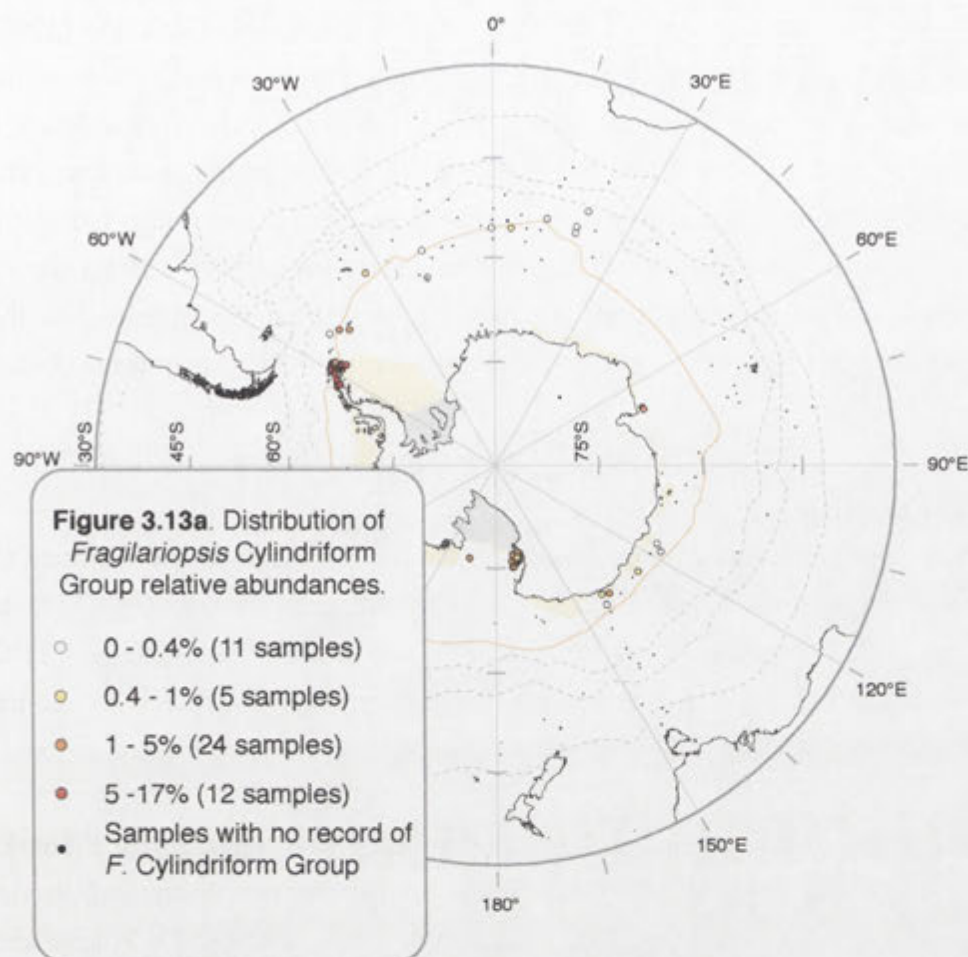 0°
30°W
30°E
60°W
60°E
90°W
30°S
45°S
60°S
75°S
90°E
Figure 3.13a. Distribution of
Fragilariopsis Cylindriform
Group relative abundances.
0 - 0.4% (11 samples)
0.4 - 1% (5 samples)
1 - 5% (24 samples)
5 -17% (12 samples)
Samples with no record of
F. Cylindriform Group
120°E
150°E
180°